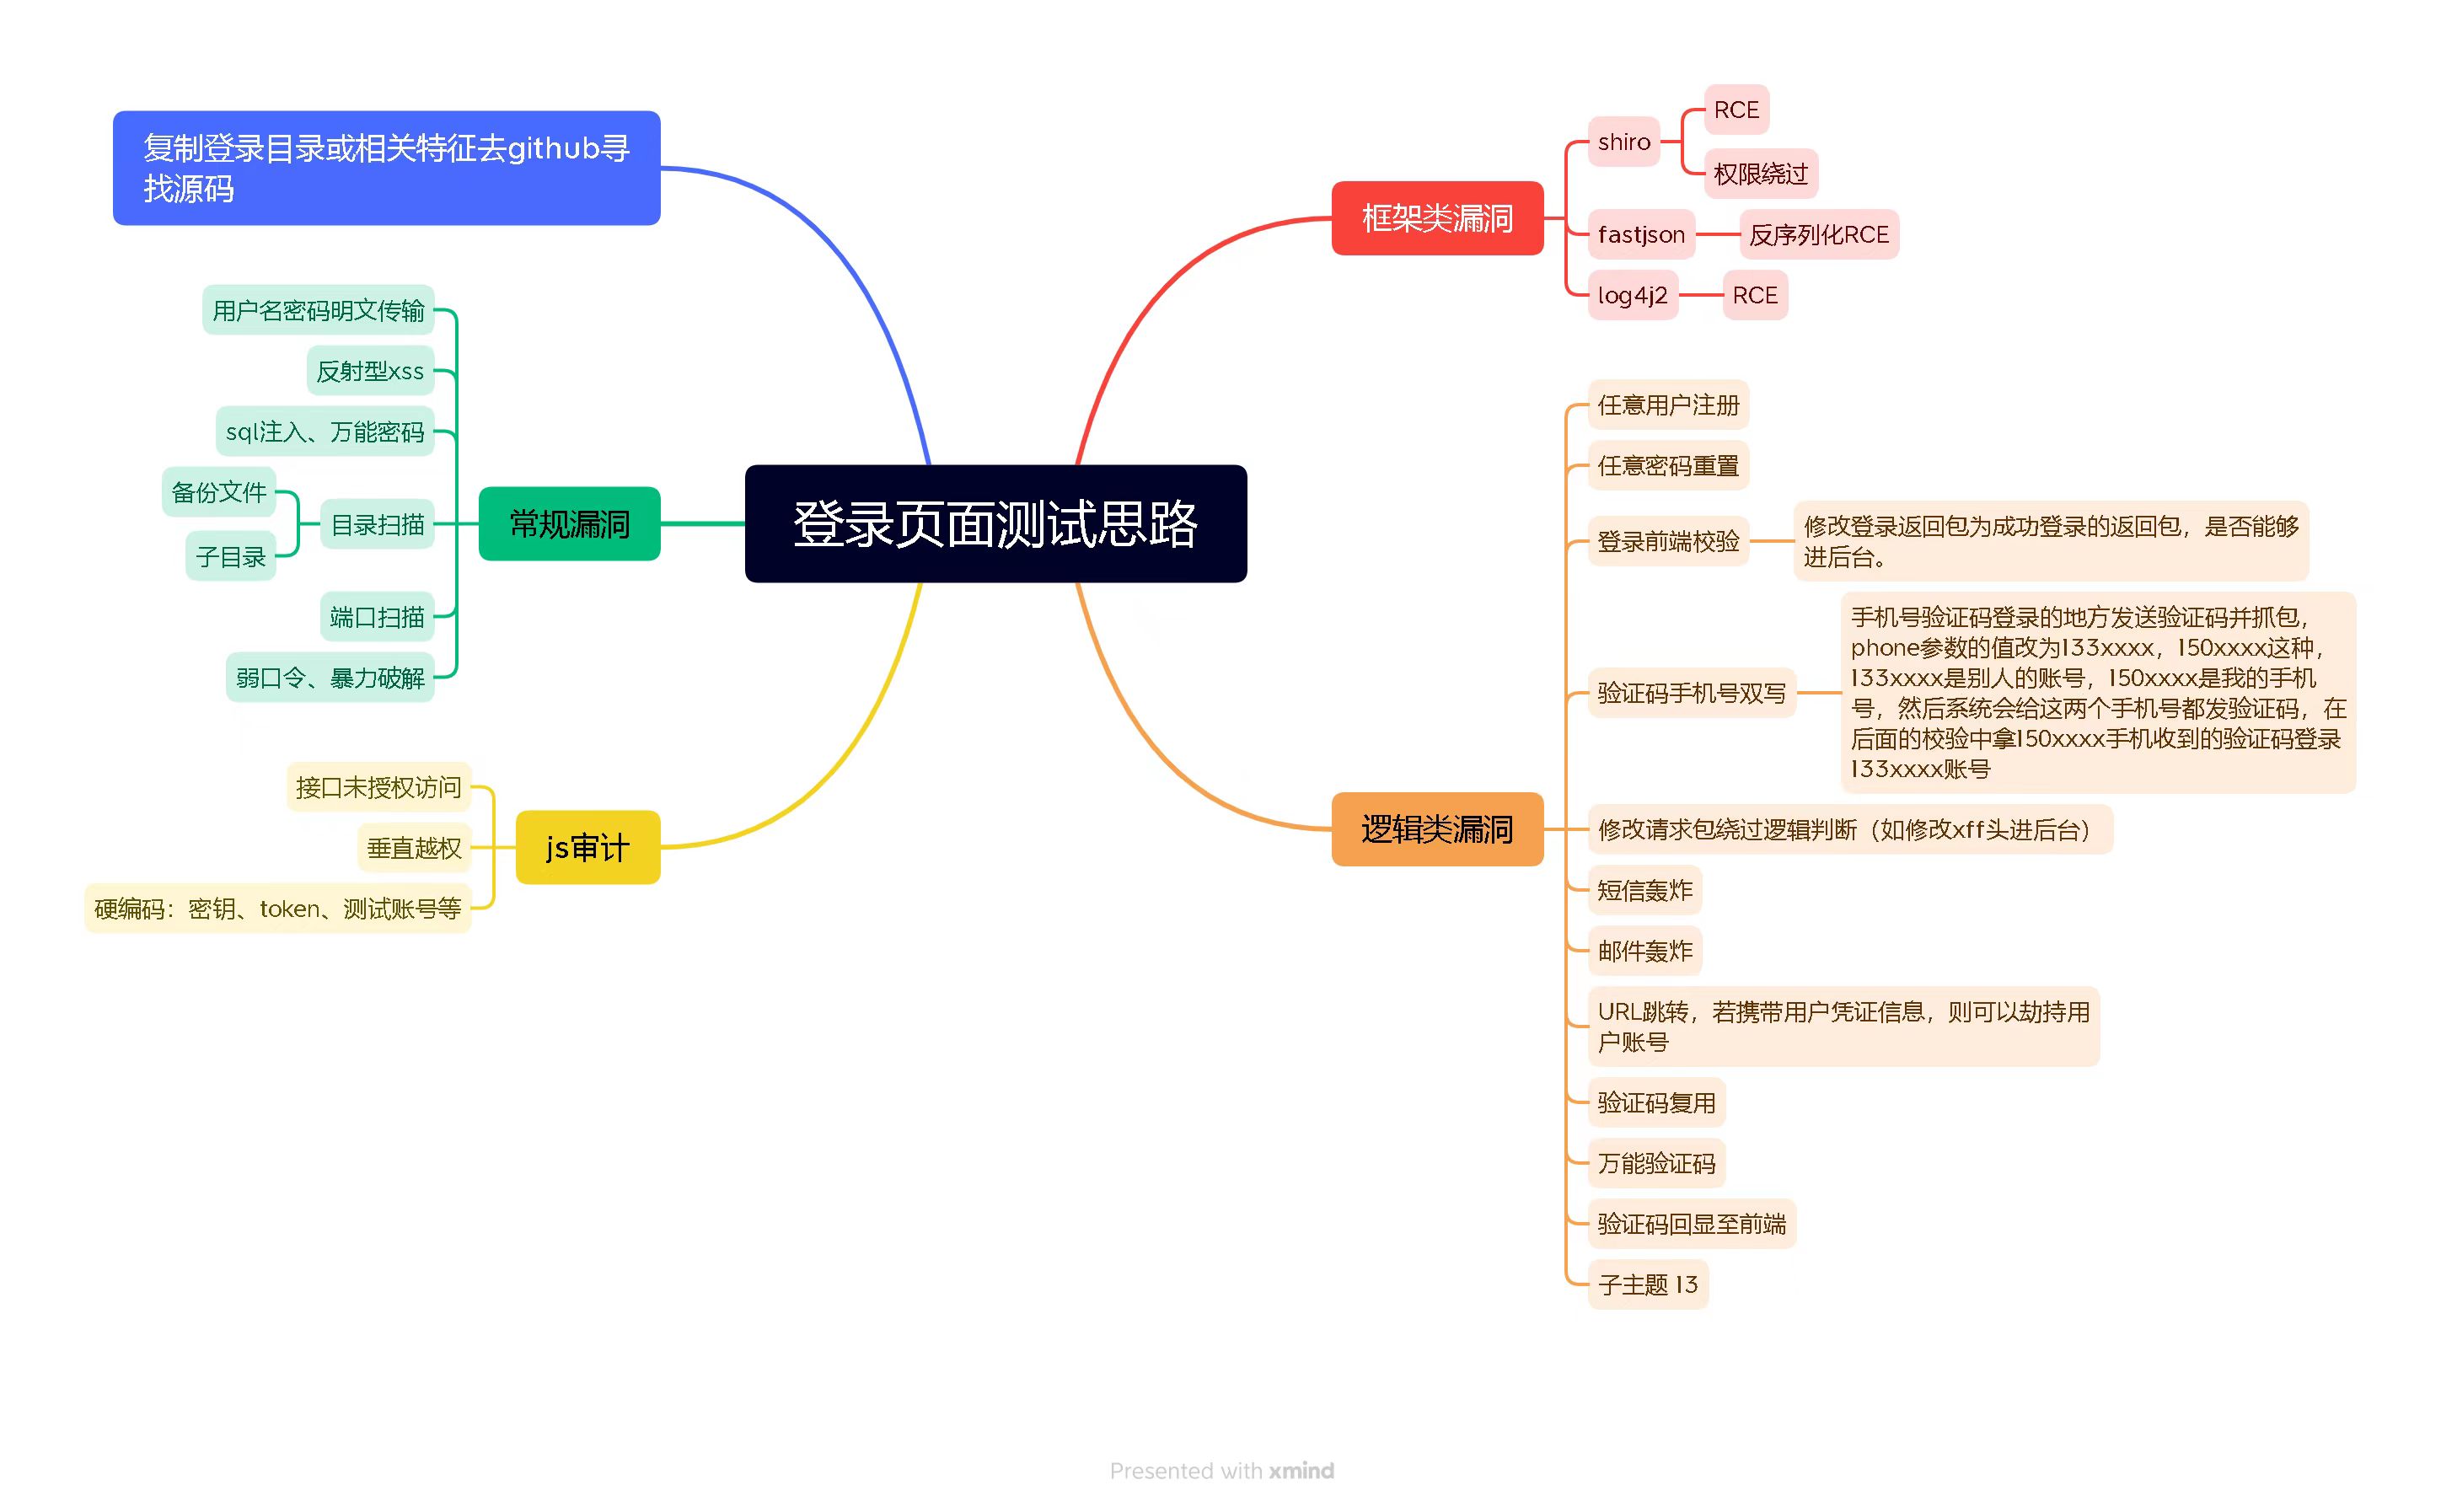 登录页面测试思路
复制登录目录或相关特征去github寻
找源码
常规漏洞
用户名密码明文传输
反射型xss
sql注入、万能密码
目录扫描
备份文件
子目录
端口扫描
弱口令、暴力破解
js审计
接口未授权访问
垂直越权
硬编码：密钥、token、测试账号等
框架类漏洞
shiro
RCE
权限绕过
fastjson
反序列化RCE
log4j2
RCE
逻辑类漏洞
任意用户注册
任意密码重置
登录前端校验
修改登录返回包为成功登录的返回包，是否能够
进后台。
验证码手机号双写
手机号验证码登录的地方发送验证码并抓包，
phone参数的值改为133xxxx，150xxxx这种，
133xxxx是别人的账号，150xxxx是我的手机
号，然后系统会给这两个手机号都发验证码，在
后面的校验中拿150xxxx手机收到的验证码登录
133xxxx账号
修改请求包绕过逻辑判断（如修改xff头进后台）
短信轰炸
邮件轰炸
URL跳转，若携带用户凭证信息，则可以劫持用
户账号
验证码复用
万能验证码
验证码回显至前端
子主题 13
Presented with xmind